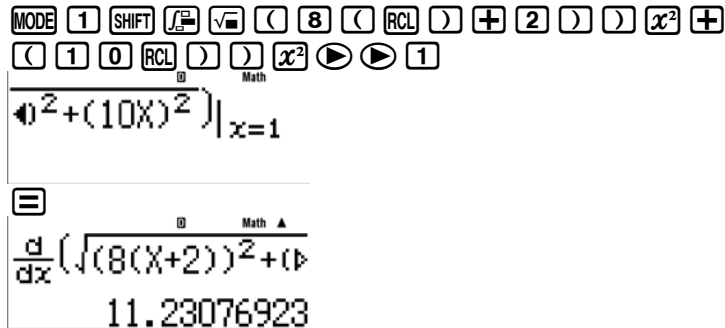 MODE 1 SHIFT ∫ √■ ( 8 ( RCL ) + 2 ) ) x² +
( 1 0 RCL ) ) x² ▶ ▶ 1
D Math
◀)²+(10X)²)|x=1
=
D Math ▲
d/dx(√(8(X+2))²+(▷
11.23076923